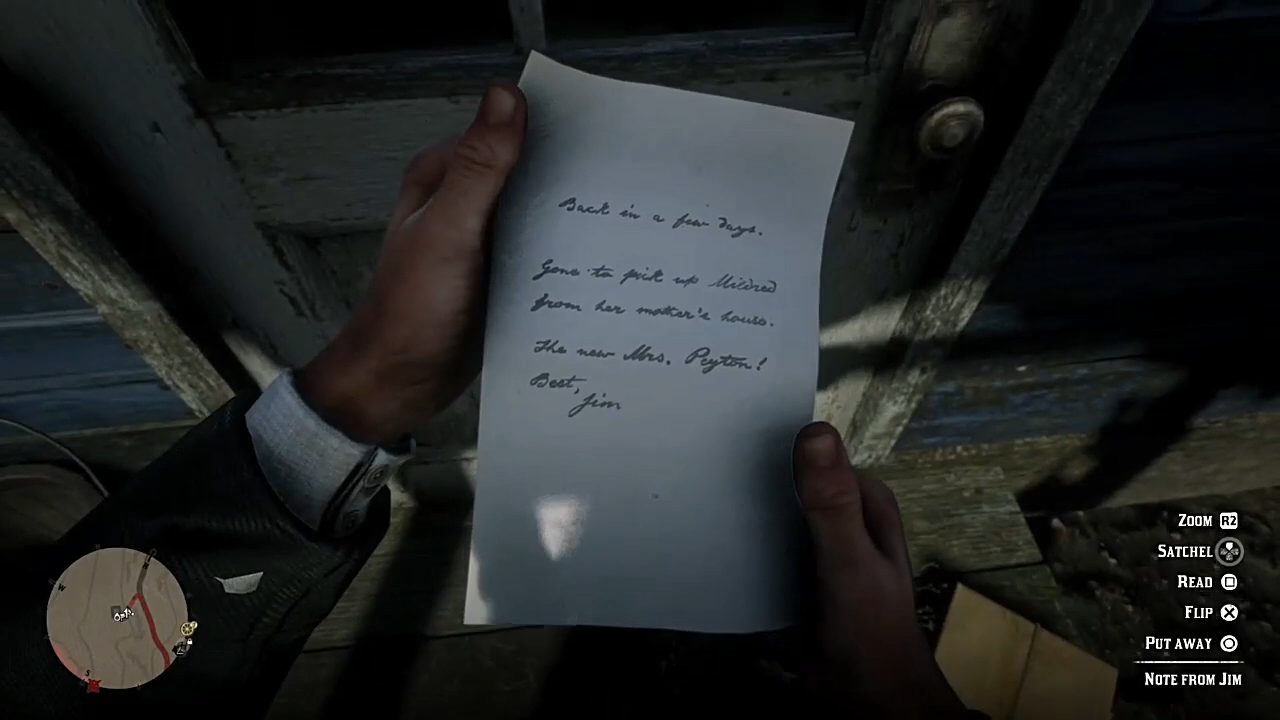 Back in a few days.
Gone to pick up Mildred
from her mother's house.
The new Mrs. Peyton!
Best,
Jim
ZOOM R2
SATCHEL
READ
FLIP
PUT AWAY
NOTE FROM JIM
W
S